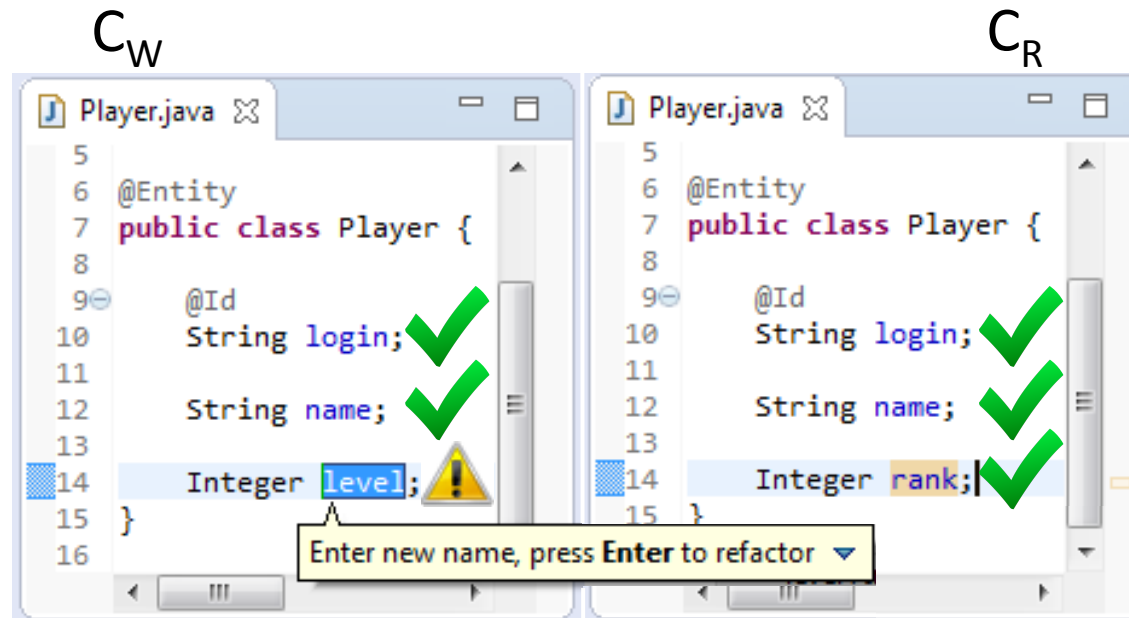 C_W
C_R
Player.java
5
6 @Entity
7 public class Player {
8
9 @Id
10 String login;
11
12 String name;
13
14 Integer level;
15 }
16
Enter new name, press Enter to refactor
Player.java
5
6 @Entity
7 public class Player {
8
9 @Id
10 String login;
11
12 String name;
13
14 Integer rank;
15 }